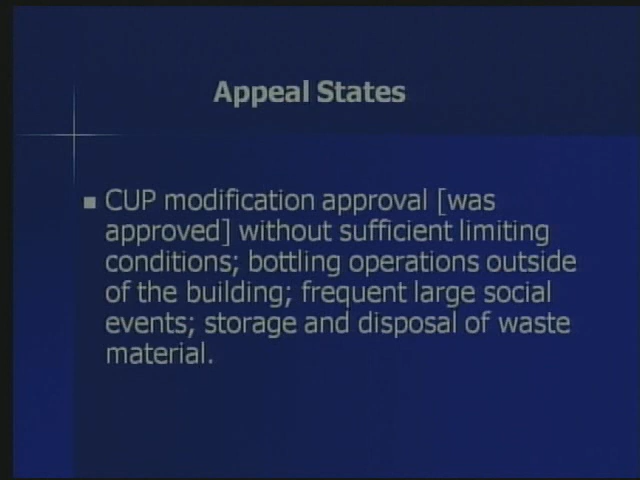 Appeal States
CUP modification approval [was
approved] without sufficient limiting
conditions; bottling operations outside
of the building; frequent large social
events; storage and disposal of waste
material.